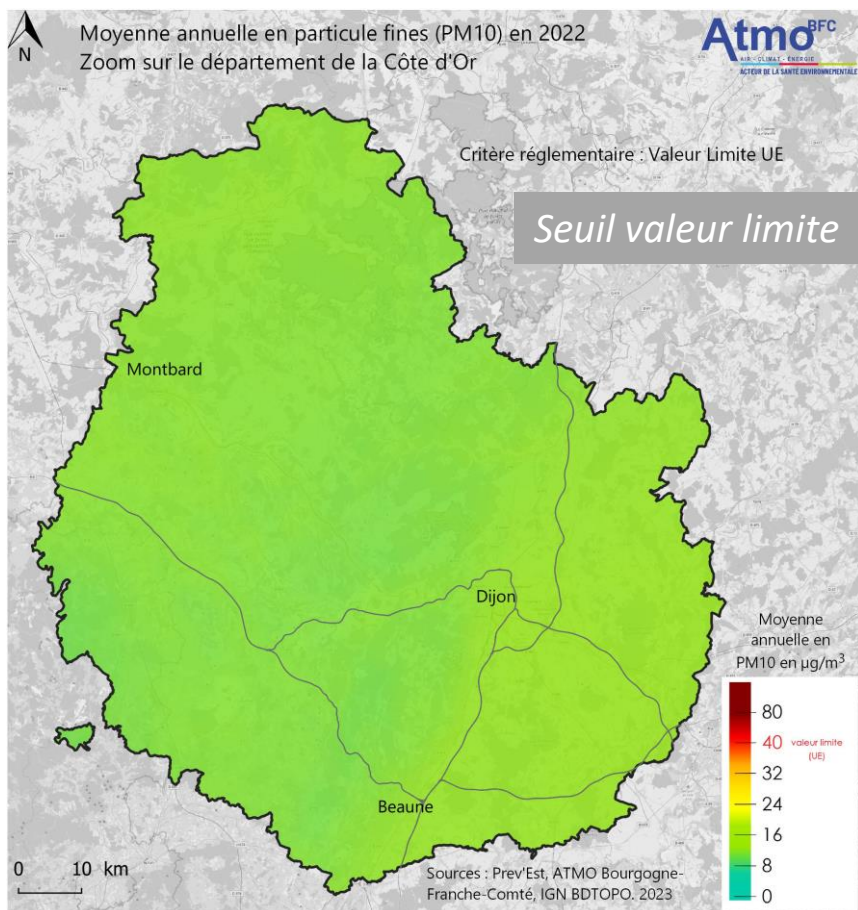 N
Moyenne annuelle en particule fines (PM10) en 2022
Zoom sur le département de la Côte d'Or
Atmo BFC
AIR - CLIMAT - ÉNERGIE
ACTEUR DE LA SANTÉ ENVIRONNEMENTALE
Critère réglementaire : Valeur Limite UE
Seuil valeur limite
Montbard
Dijon
Beaune
Moyenne
annuelle en
PM10 en µg/m³
80
40 valeur limite
(UE)
32
24
16
8
0
0 10 km
Sources : Prev'Est, ATMO Bourgogne-
Franche-Comté, IGN BDTOPO. 2023